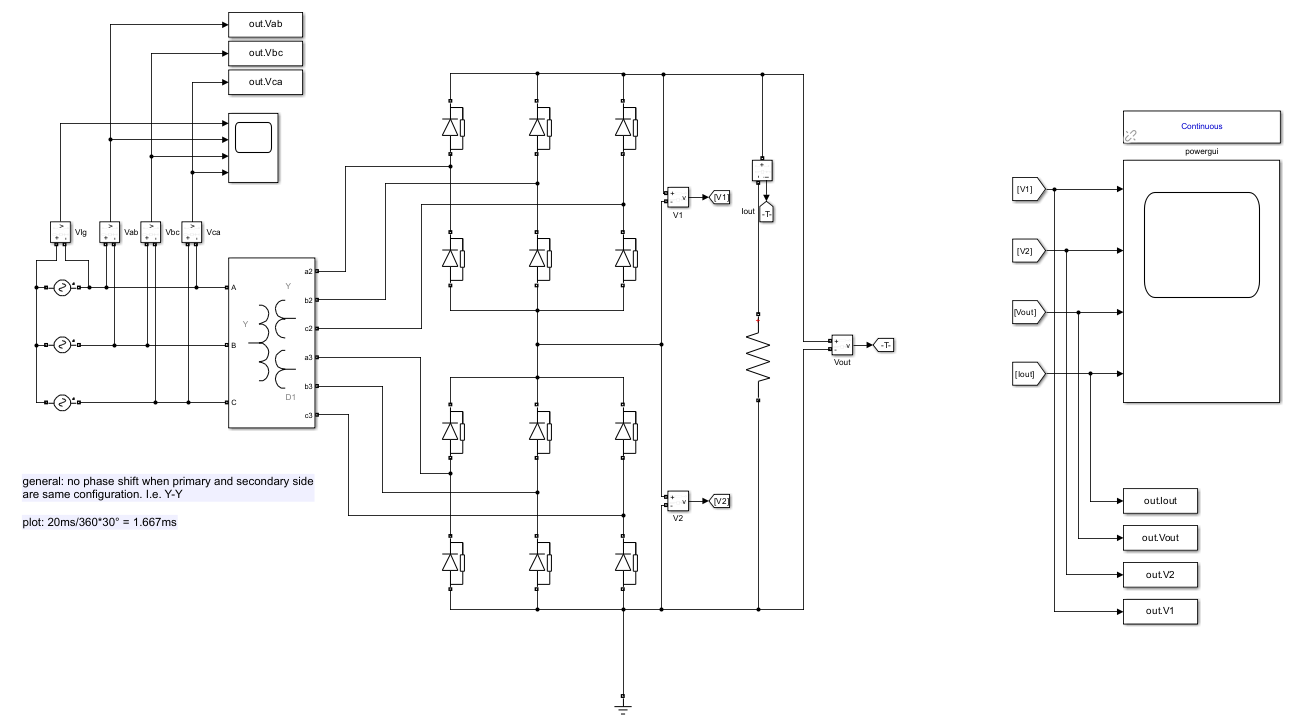 out.Vab
out.Vbc
out.Vca
Continuous
powergui
[V1]
[V2]
[Vout]
[Iout]
Vlg
Vab
Vbc
Vca
+ -
+ -
+ -
+ -
A
B
C
Y
Y
D1
a2
b2
c2
a3
b3
c3
+
-
V1
[V1]
Iout
-T-
+
+
-
v
Vout
-T-
+
-
v
V2
[V2]
general: no phase shift when primary and secondary side
are same configuration. I.e. Y-Y
plot: 20ms/360*30° = 1.667ms
out.Iout
out.Vout
out.V2
out.V1